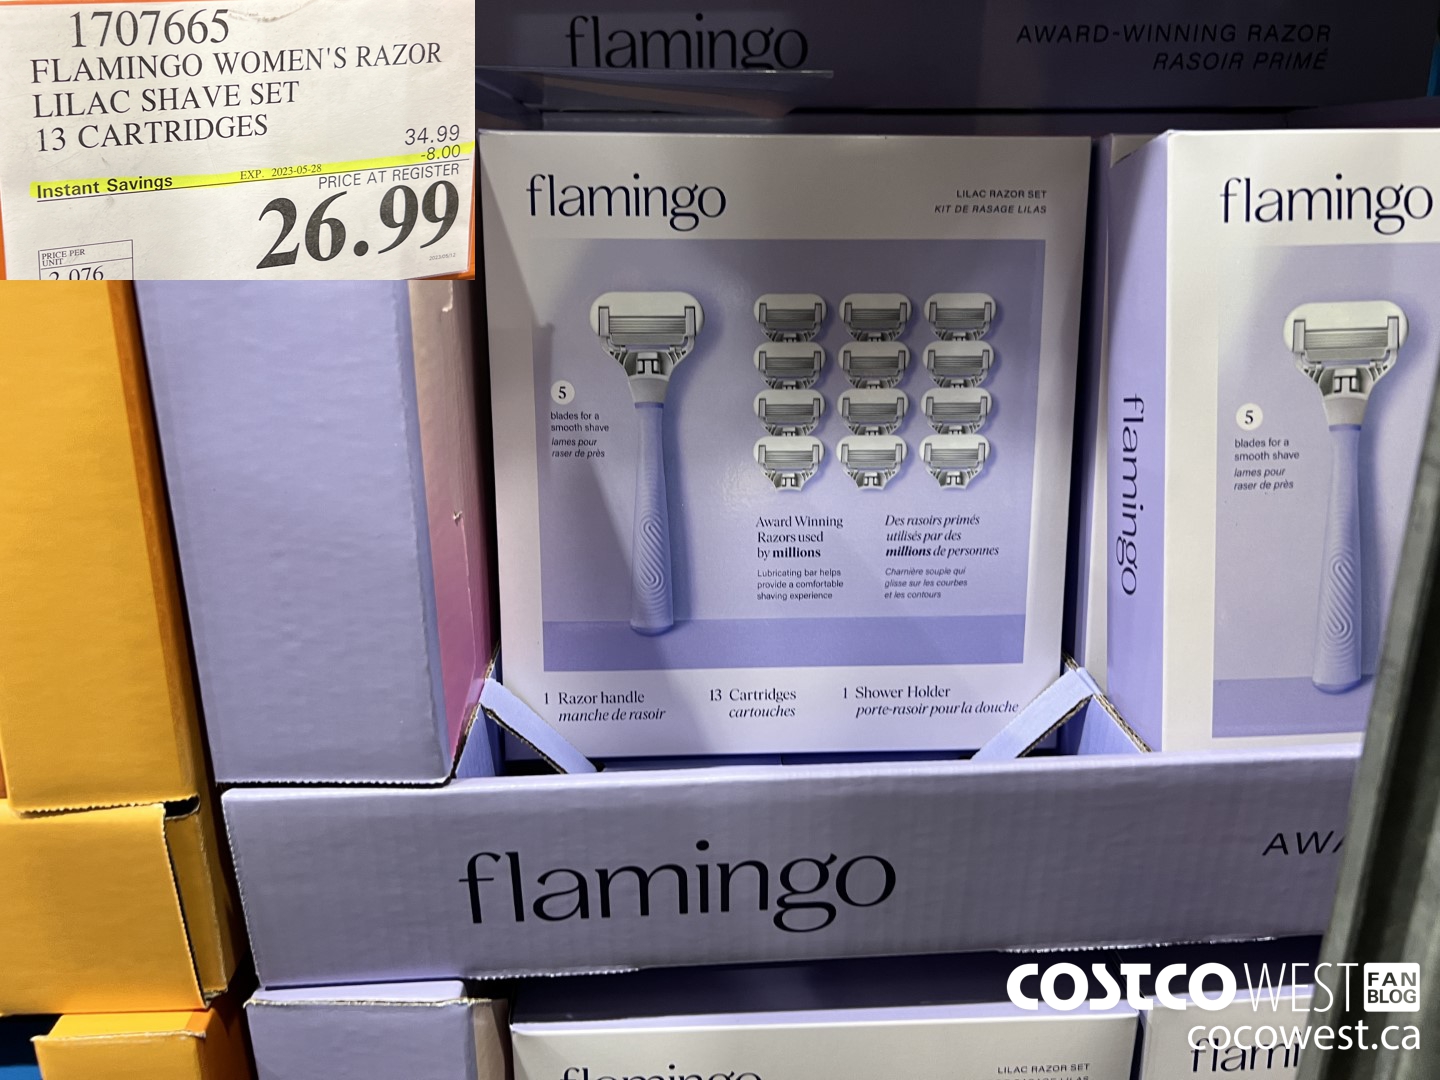 1707665
FLAMINGO WOMEN'S RAZOR
LILAC SHAVE SET
13 CARTRIDGES
34.99
-8.00
Instant Savings EXP. 2023-05-28
PRICE AT REGISTER
26.99
PRICE PER
UNIT
2.076
flamingo
AWARD-WINNING RAZOR
RASOIR PRIMÉ
flamingo
LILAC RAZOR SET
KIT DE RASAGE LILAS
5
blades for a
smooth shave
lames pour
raser de près
Award Winning
Razors used
by millions
Lubricating bar helps
provide a comfortable
shaving experience
Des rasoirs primés
utilisés par des
millions de personnes
Charnière souple qui
glisse sur les courbes
et les contours
1 Razor handle
manche de rasoir
13 Cartridges
cartouches
1 Shower Holder
porte-rasoir pour la douche
flamingo
flamingo
5
blades for a
smooth shave
lames pour
raser de près
flamingo
AWA
flamingo
LILAC RAZOR SET
flami
COSTCO WEST FAN BLOG
cocowest.ca